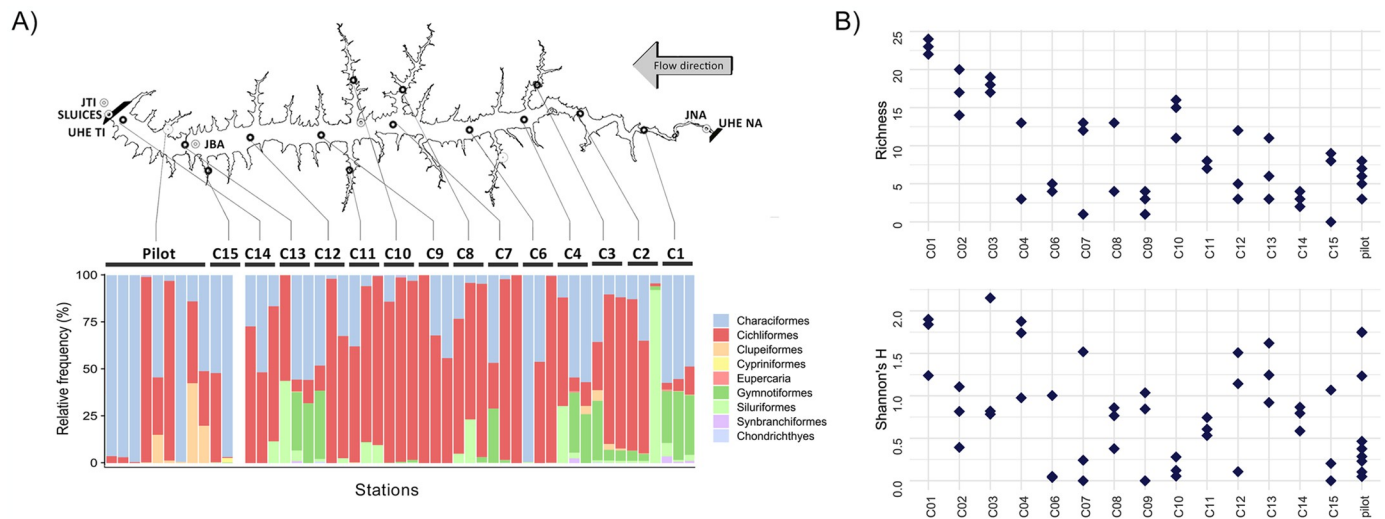 A)
Flow direction
JTI
SLUICES
UHE TI
JBA
JNA
UHE NA
Pilot C15 C14 C13 C12 C11 C10 C9 C8 C7 C6 C4 C3 C2 C1
Relative frequency (%)
100
75
50
25
0
Stations
Characiformes
Cichliformes
Clupeiformes
Cypriniformes
Eupercaria
Gymnotiformes
Siluriformes
Synbranchiformes
Chondrichthyes
B)
Richness
25
20
15
10
5
0
C01 C02 C03 C04 C06 C07 C08 C09 C10 C11 C12 C13 C14 C15 pilot
Shannon's H
2.0
1.5
1.0
0.5
0.0
C01 C02 C03 C04 C06 C07 C08 C09 C10 C11 C12 C13 C14 C15 pilot